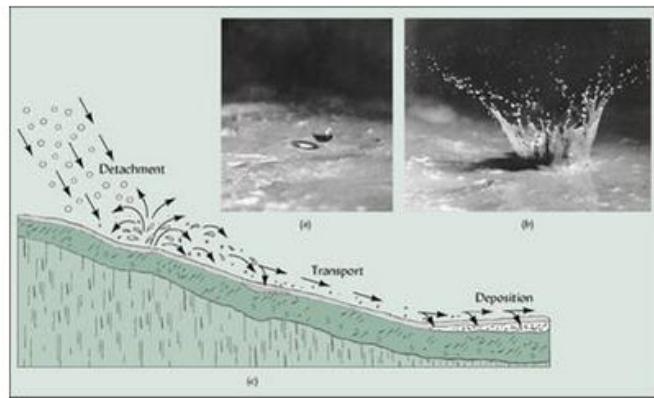 (a)
(b)
Detachment
Transport
Deposition
(c)